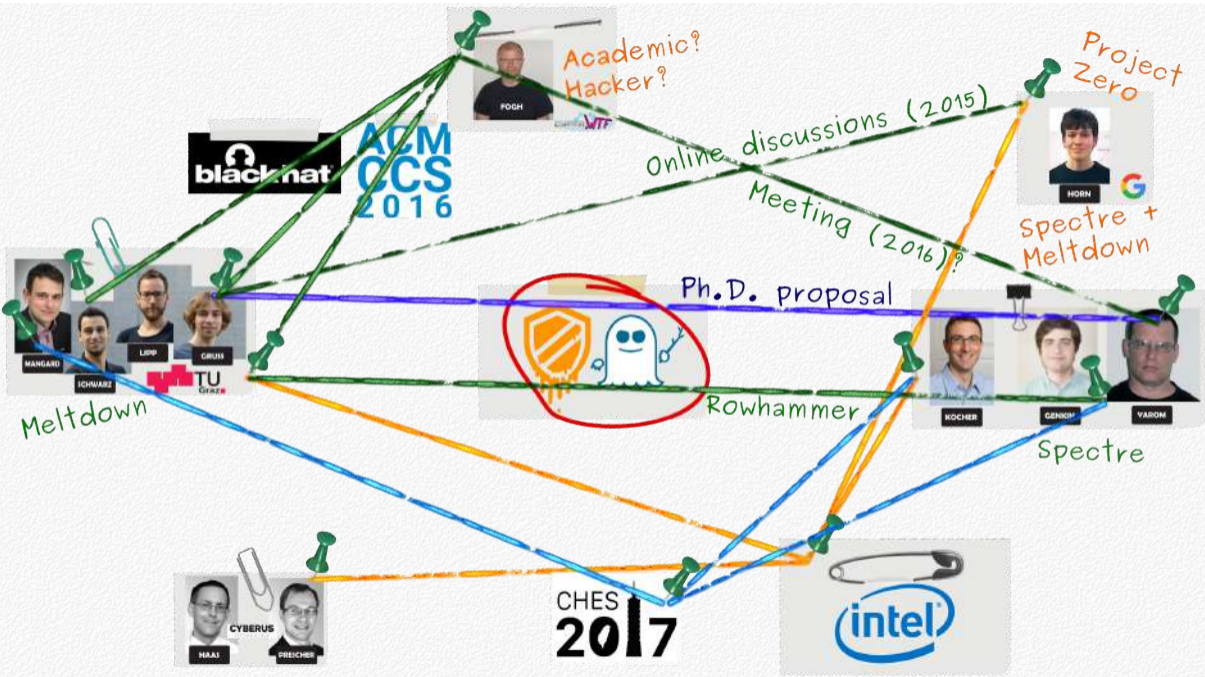 Academic?
Hacker?
FOGH
WTF
Project
Zero
HORN
G
Spectre +
Meltdown
blackhat
ACM
CCS
2016
Online discussions (2015)
Meeting (2016)?
Ph.D. proposal
MANGARD
SCHWARZ
LIPP
GRUSS
TU
Graz
Meltdown
Rowhammer
KOCHER
GENKIN
YAROM
Spectre
HAAS
CYBERUS
PRESCHER
CHES
2017
intel